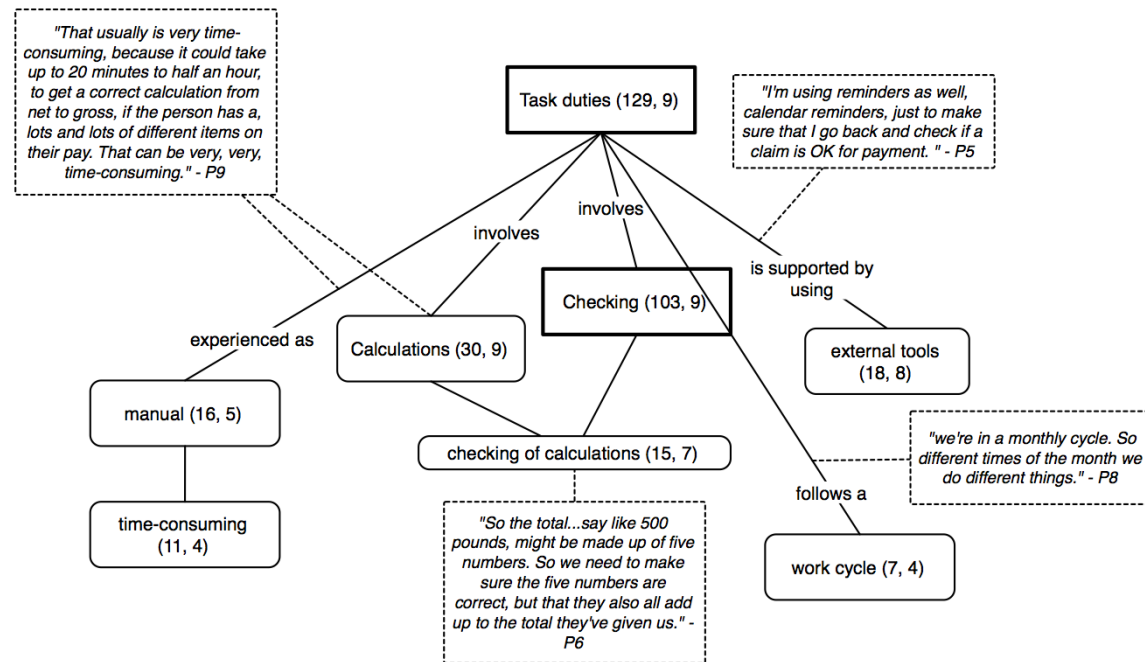 "That usually is very time-
consuming, because it could take
up to 20 minutes to half an hour,
to get a correct calculation from
net to gross, if the person has a,
lots and lots of different items on
their pay. That can be very, very,
time-consuming." - P9
Task duties (129, 9)
"I'm using reminders as well,
calendar reminders, just to make
sure that I go back and check if a
claim is OK for payment. " - P5
involves
involves
is supported by
using
experienced as
Calculations (30, 9)
Checking (103, 9)
external tools
(18, 8)
manual (16, 5)
checking of calculations (15, 7)
"we're in a monthly cycle. So
different times of the month we
do different things." - P8
follows a
time-consuming
(11, 4)
"So the total...say like 500
pounds, might be made up of five
numbers. So we need to make
sure the five numbers are
correct, but that they also all add
up to the total they've given us." -
P6
work cycle (7, 4)